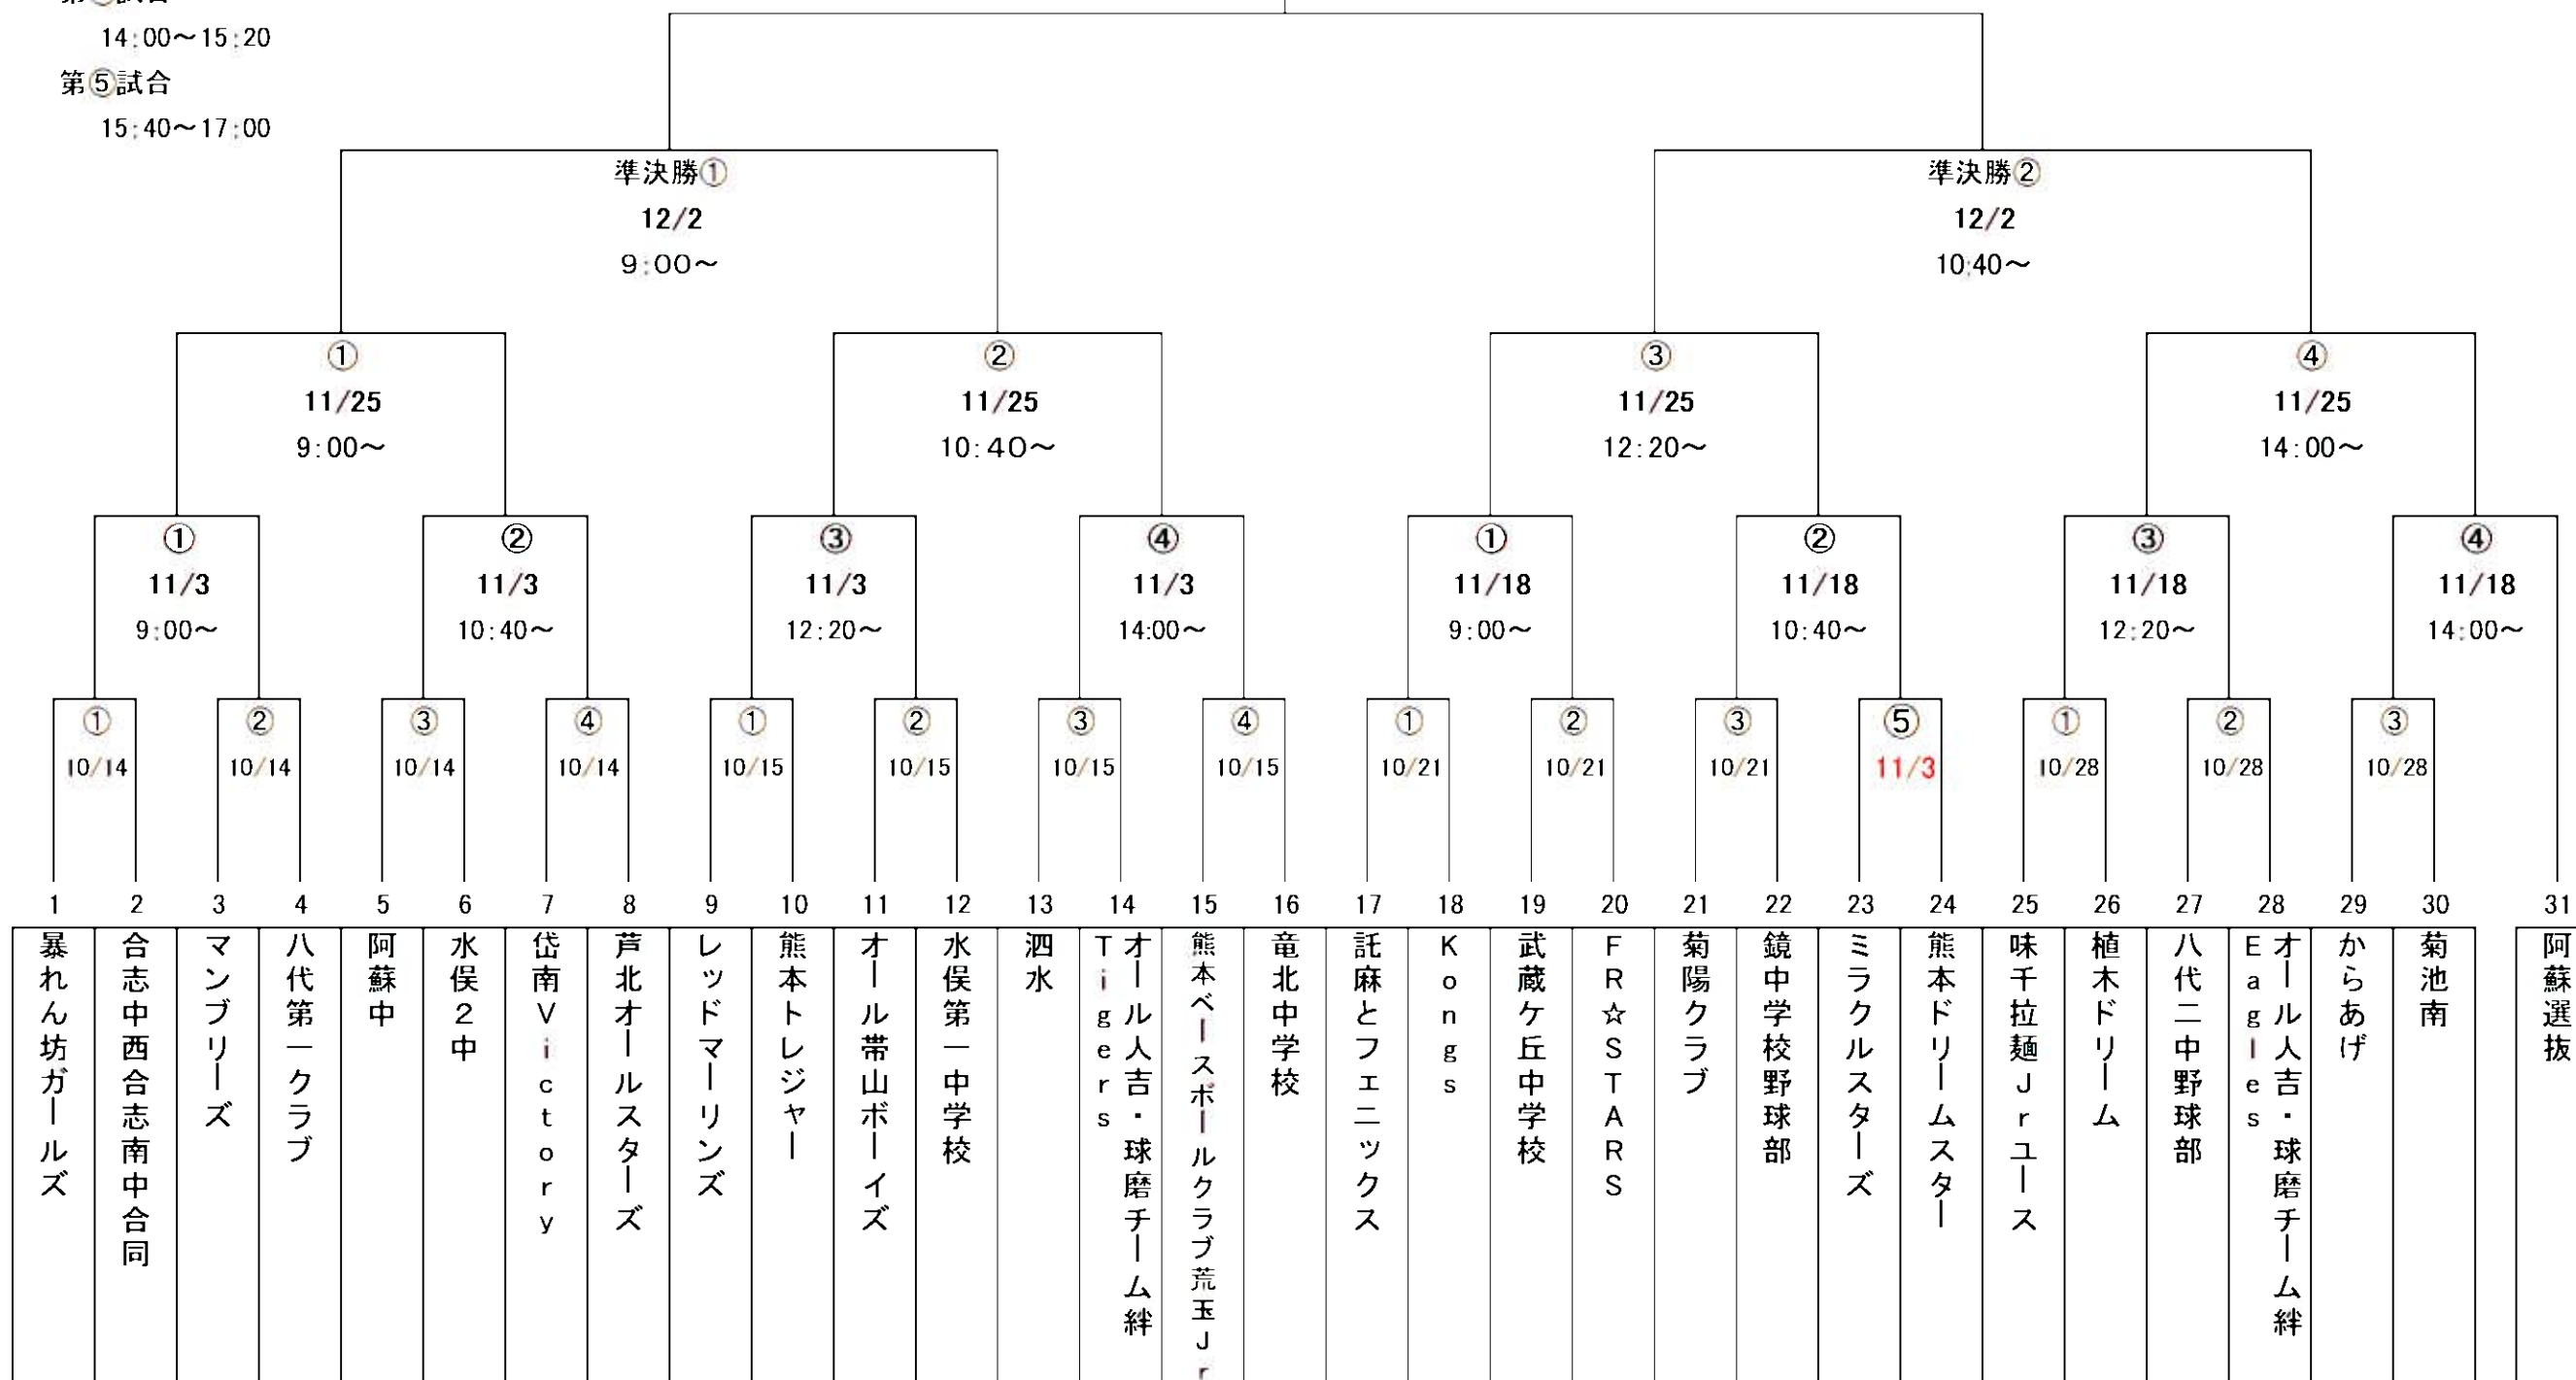 第④試合
14:00～15:20
第⑤試合
15:40～17:00
準決勝①
12/2
9:00～
準決勝②
12/2
10:40～
①
11/25
9:00～
②
11/25
10:40～
③
11/25
12:20～
④
11/25
14:00～
①
11/3
9:00～
②
11/3
10:40～
③
11/3
12:20～
④
11/3
14:00～
①
11/18
9:00～
②
11/18
10:40～
③
11/18
12:20～
④
11/18
14:00～
①
10/14
②
10/14
③
10/14
④
10/14
①
10/15
②
10/15
③
10/15
④
10/15
①
10/21
②
10/21
③
10/21
⑤
11/3
①
10/28
②
10/28
③
10/28
1
暴れん坊ガールズ
2
合志中西合志南中合同
3
マンブリーズ
4
八代第一クラブ
5
阿蘇中
6
水俣2中
7
岱南Victory
8
芦北オールスターズ
9
レッドマーリンズ
10
熊本トレジャー
11
オール帯山ボーイズ
12
水俣第一中学校
13
泗水
14
オール人吉・球磨チーム絆
Tigers
15
熊本ベースボールクラブ荒玉Jr
16
竜北中学校
17
託麻とフェニックス
18
Kongs
19
武蔵ケ丘中学校
20
FR☆STARS
21
菊陽クラブ
22
鏡中学校野球部
23
ミラクルスターズ
24
熊本ドリームスター
25
味千拉麺Jrユース
26
植木ドリーム
27
八代二中野球部
28
オール人吉・球磨チーム絆
Eagles
29
からあげ
30
菊池南
31
阿蘇選抜